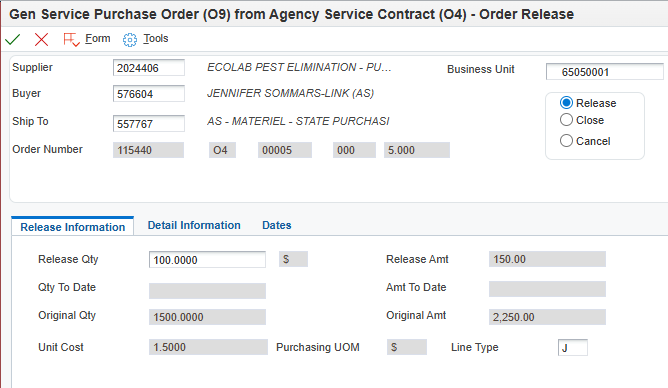 Gen Service Purchase Order (O9) from Agency Service Contract (O4) - Order Release
Form Tools
Supplier 2024406 ECOLAB PEST ELIMINATION - PU... Business Unit 65050001
Buyer 576604 JENNIFER SOMMARS-LINK (AS)
Release
Ship To 557767 AS - MATERIEL - STATE PURCHASI
Close
Cancel
Order Number 115440 O4 00005 000 5.000
Release Information Detail Information Dates
Release Qty 100.0000 $ Release Amt 150.00
Qty To Date Amt To Date
Original Qty 1500.0000 Original Amt 2,250.00
Unit Cost 1.5000 Purchasing UOM $ Line Type J